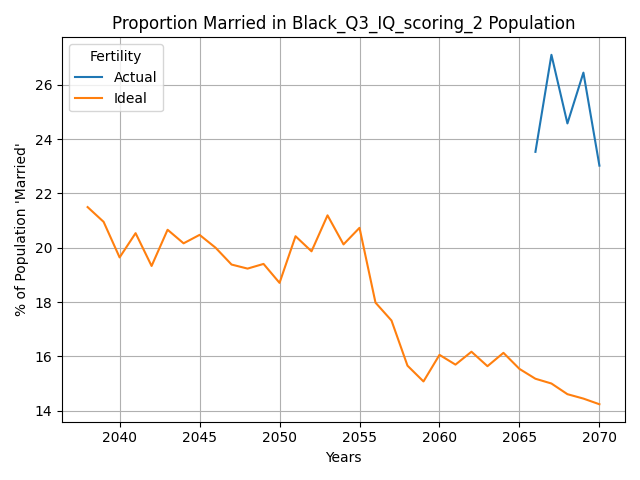 Proportion Married in Black_Q3_IQ_scoring_2 Population
Fertility
Actual
Ideal
% of Population 'Married'
26
24
22
20
18
16
14
2040
2045
2050
2055
2060
2065
2070
Years